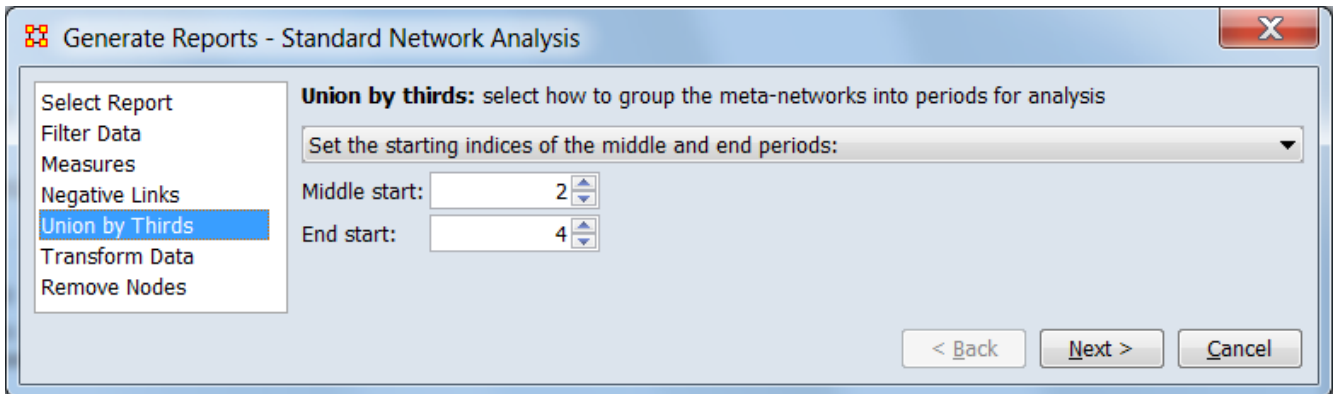 Generate Reports - Standard Network Analysis
X
Select Report
Filter Data
Measures
Negative Links
Union by Thirds
Transform Data
Remove Nodes
Union by thirds: select how to group the meta-networks into periods for analysis
Set the starting indices of the middle and end periods:
Middle start: 2
End start: 4
< Back
Next >
Cancel